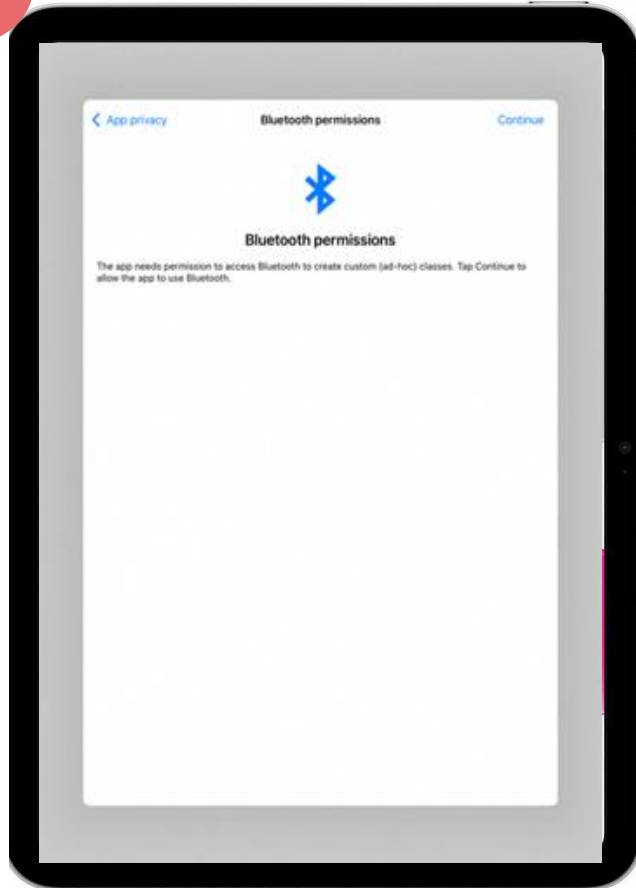 App privacy
Bluetooth permissions
Continue
Bluetooth permissions
The app needs permission to access Bluetooth to create custom (ad-hoc) classes. Tap Continue to
allow the app to use Bluetooth.